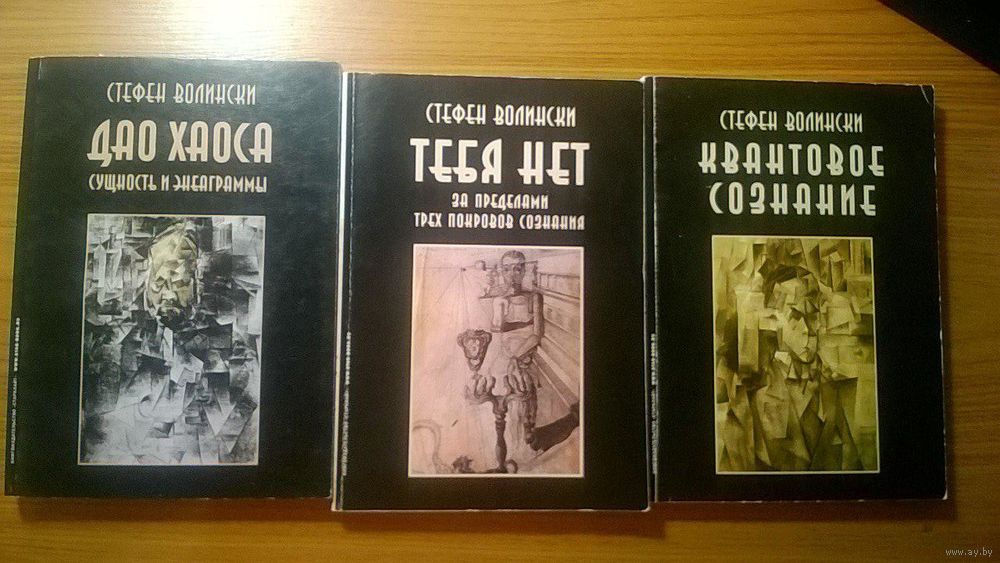 СТЕФЕН ВОЛИНСКИ
ДАО ХАОСА
СУЩНОСТЬ И ЭНЕАГРАММЫ
СТЕФЕН ВОЛИНСКИ
ТЕБЯ НЕТ
ЗА ПРЕДЕЛАМИ
ТРЕХ ПОКРОВОВ СОЗНАНИЯ
СТЕФЕН ВОЛИНСКИ
КВАНТОВОЕ
СОЗНАНИЕ
www.ay.by